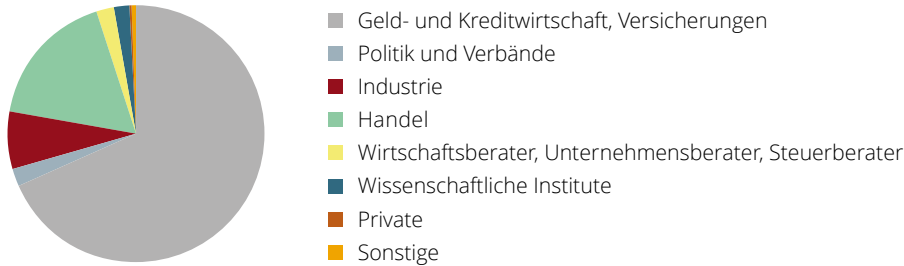 Geld- und Kreditwirtschaft, Versicherungen
Politik und Verbände
Industrie
Handel
Wirtschaftsberater, Unternehmensberater, Steuerberater
Wissenschaftliche Institute
Private
Sonstige